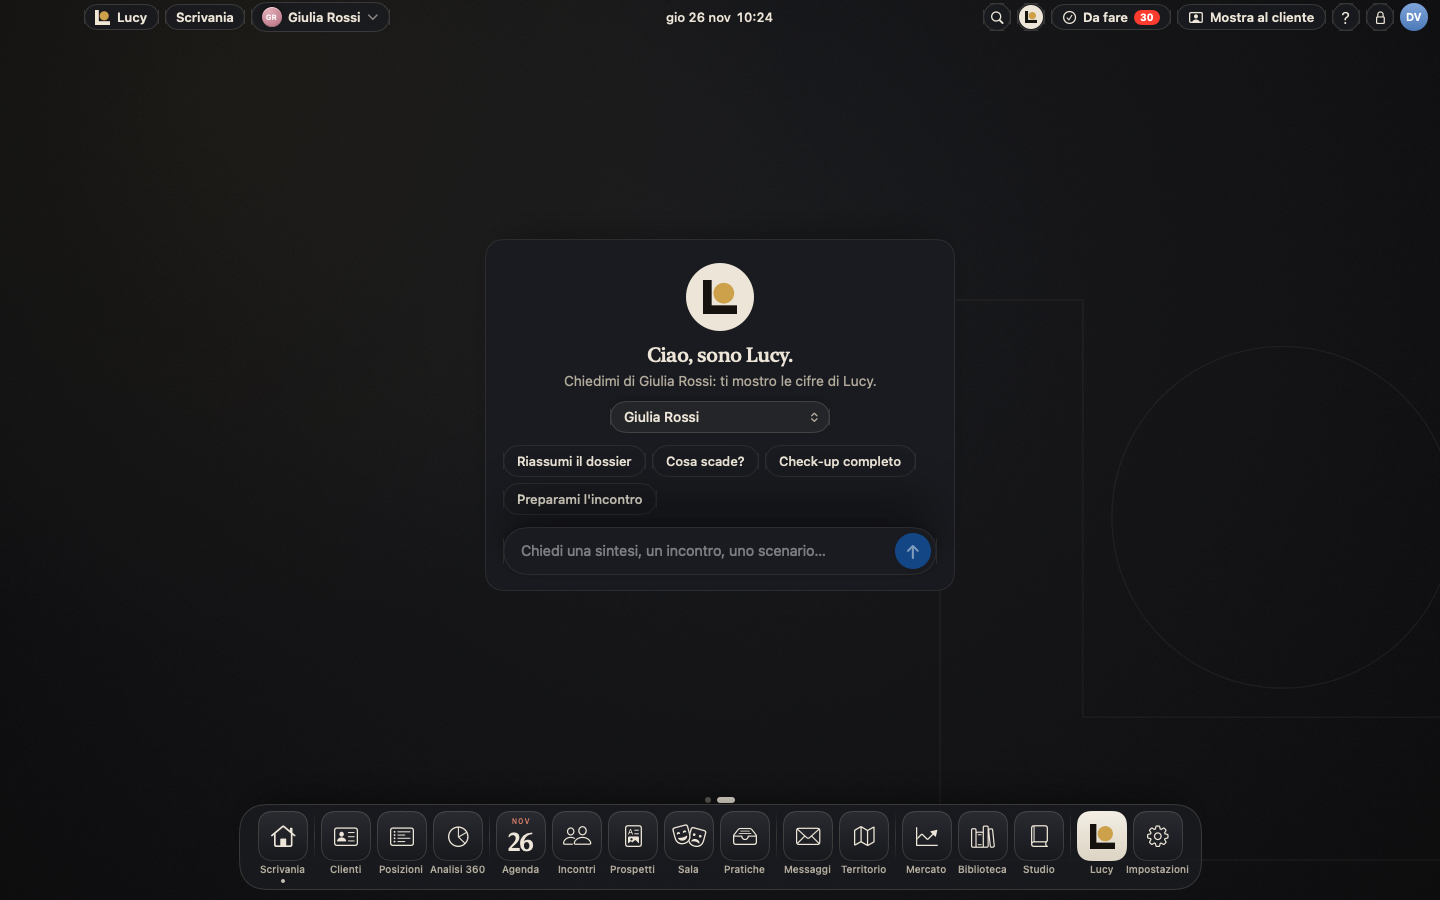 Lucy
Scrivania
GR Giulia Rossi
gio 26 nov 10:24
Da fare 30
Mostra al cliente
?
DV
Ciao, sono Lucy.
Chiedimi di Giulia Rossi: ti mostro le cifre di Lucy.
Giulia Rossi
Riassumi il dossier
Cosa scade?
Check-up completo
Preparami l'incontro
Chiedi una sintesi, un incontro, uno scenario...
NOV
26
Scrivania
Clienti
Posizioni
Analisi 360
Agenda
Incontri
Prospetti
Sala
Pratiche
Messaggi
Territorio
Mercato
Biblioteca
Studio
Lucy
Impostazioni